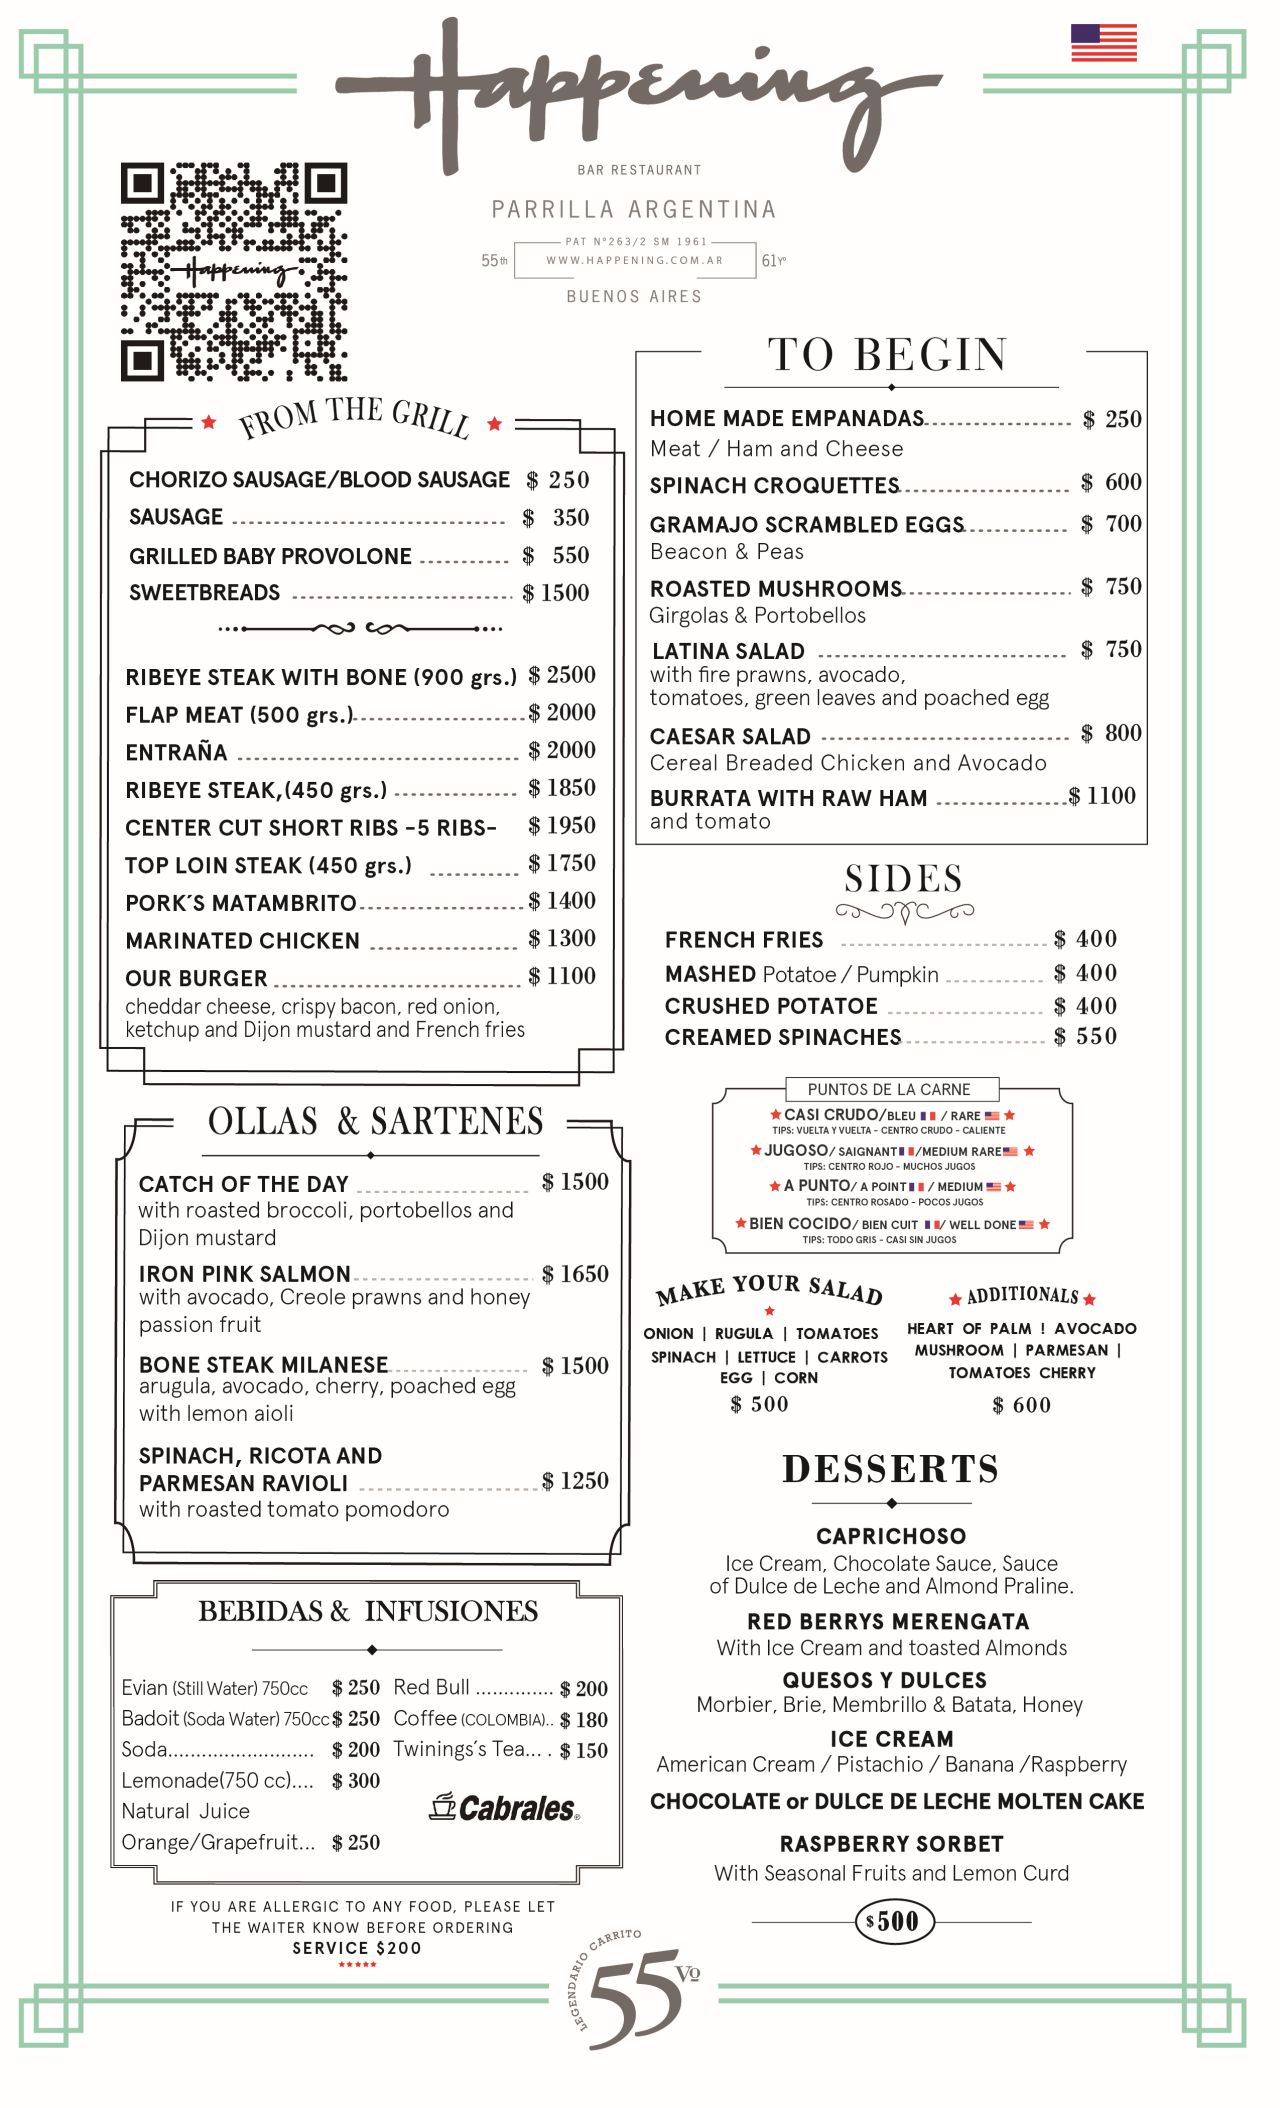 Happening
BAR RESTAURANT
PARRILLA ARGENTINA
PAT N°263/2 SM 1961
55th WWW.HAPPENING.COM.AR 61Yº
BUENOS AIRES
Happening
FROM THE GRILL
CHORIZO SAUSAGE/BLOOD SAUSAGE $ 250
SAUSAGE $ 350
GRILLED BABY PROVOLONE $ 550
SWEETBREADS $ 1500
RIBEYE STEAK WITH BONE (900 grs.) $ 2500
FLAP MEAT (500 grs.) $ 2000
ENTRAÑA $ 2000
RIBEYE STEAK,(450 grs.) $ 1850
CENTER CUT SHORT RIBS -5 RIBS- $ 1950
TOP LOIN STEAK (450 grs.) $ 1750
PORK´S MATAMBRITO $ 1400
MARINATED CHICKEN $ 1300
OUR BURGER $ 1100
cheddar cheese, crispy bacon, red onion,
ketchup and Dijon mustard and French fries
OLLAS & SARTENES
CATCH OF THE DAY $ 1500
with roasted broccoli, portobellos and
Dijon mustard
IRON PINK SALMON $ 1650
with avocado, Creole prawns and honey
passion fruit
BONE STEAK MILANESE $ 1500
arugula, avocado, cherry, poached egg
with lemon aioli
SPINACH, RICOTA AND
PARMESAN RAVIOLI $ 1250
with roasted tomato pomodoro
BEBIDAS & INFUSIONES
Evian (Still Water) 750cc $ 250
Badoit (Soda Water) 750cc $ 250
Soda......................... $ 200
Lemonade(750 cc).... $ 300
Natural Juice
Orange/Grapefruit... $ 250
Red Bull .............. $ 200
Coffee (COLOMBIA).. $ 180
Twinings´s Tea... . $ 150
Cabrales®
IF YOU ARE ALLERGIC TO ANY FOOD, PLEASE LET
THE WAITER KNOW BEFORE ORDERING
SERVICE $200
TO BEGIN
HOME MADE EMPANADAS $ 250
Meat / Ham and Cheese
SPINACH CROQUETTES $ 600
GRAMAJO SCRAMBLED EGGS $ 700
Beacon & Peas
ROASTED MUSHROOMS $ 750
Girgolas & Portobellos
LATINA SALAD $ 750
with fire prawns, avocado,
tomatoes, green leaves and poached egg
CAESAR SALAD $ 800
Cereal Breaded Chicken and Avocado
BURRATA WITH RAW HAM $ 1100
and tomato
SIDES
FRENCH FRIES $ 400
MASHED Potatoe / Pumpkin $ 400
CRUSHED POTATOE $ 400
CREAMED SPINACHES $ 550
PUNTOS DE LA CARNE
CASI CRUDO/BLEU / RARE
TIPS: VUELTA Y VUELTA - CENTRO CRUDO - CALIENTE
JUGOSO/ SAIGNANT /MEDIUM RARE
TIPS: CENTRO ROJO - MUCHOS JUGOS
A PUNTO/ A POINT / MEDIUM
TIPS: CENTRO ROSADO - POCOS JUGOS
BIEN COCIDO/ BIEN CUIT / WELL DONE
TIPS: TODO GRIS - CASI SIN JUGOS
MAKE YOUR SALAD
ONION | RUGULA | TOMATOES
SPINACH | LETTUCE | CARROTS
EGG | CORN
$ 500
ADDITIONALS
HEART OF PALM ! AVOCADO
MUSHROOM | PARMESAN |
TOMATOES CHERRY
$ 600
DESSERTS
CAPRICHOSO
Ice Cream, Chocolate Sauce, Sauce
of Dulce de Leche and Almond Praline.
RED BERRYS MERENGATA
With Ice Cream and toasted Almonds
QUESOS Y DULCES
Morbier, Brie, Membrillo & Batata, Honey
ICE CREAM
American Cream / Pistachio / Banana /Raspberry
CHOCOLATE or DULCE DE LECHE MOLTEN CAKE
RASPBERRY SORBET
With Seasonal Fruits and Lemon Curd
$500
LEGENDARIO CARRITO
55 Vº